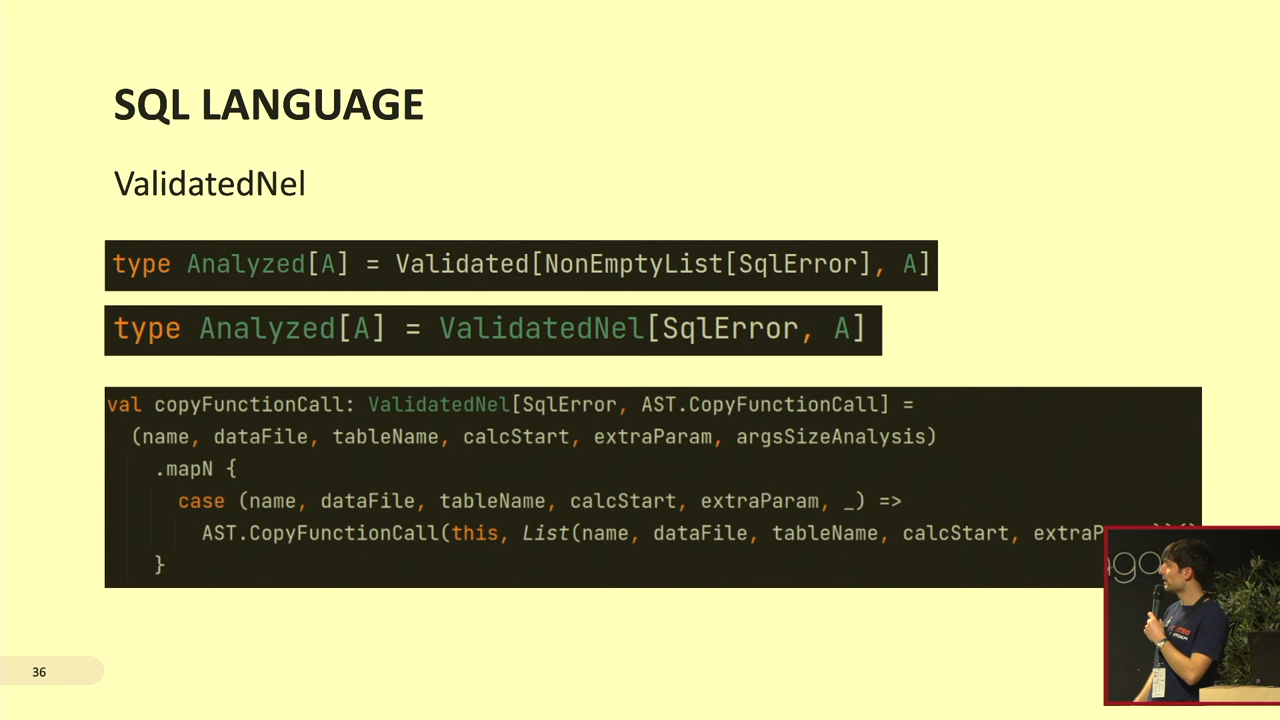 SQL LANGUAGE
ValidatedNel
type Analyzed[A] = Validated[NonEmptyList[SqlError], A]
type Analyzed[A] = ValidatedNel[SqlError, A]
val copyFunctionCall: ValidatedNel[SqlError, AST.CopyFunctionCall] =
(name, dataFile, tableName, calcStart, extraParam, argsSizeAnalysis)
.mapN {
case (name, dataFile, tableName, calcStart, extraParam, _) =>
AST.CopyFunctionCall(this, List(name, dataFile, tableName, calcStart,
}
36